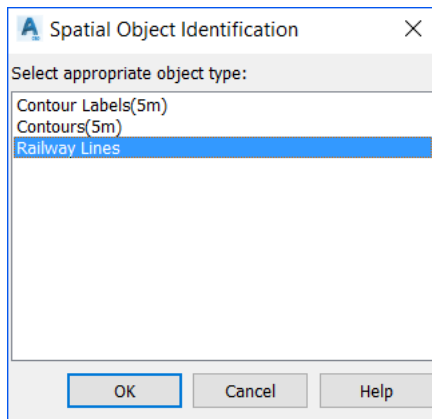 Spatial Object Identification
Select appropriate object type:
Contour Labels(5m)
Contours(5m)
Railway Lines
OK Cancel Help